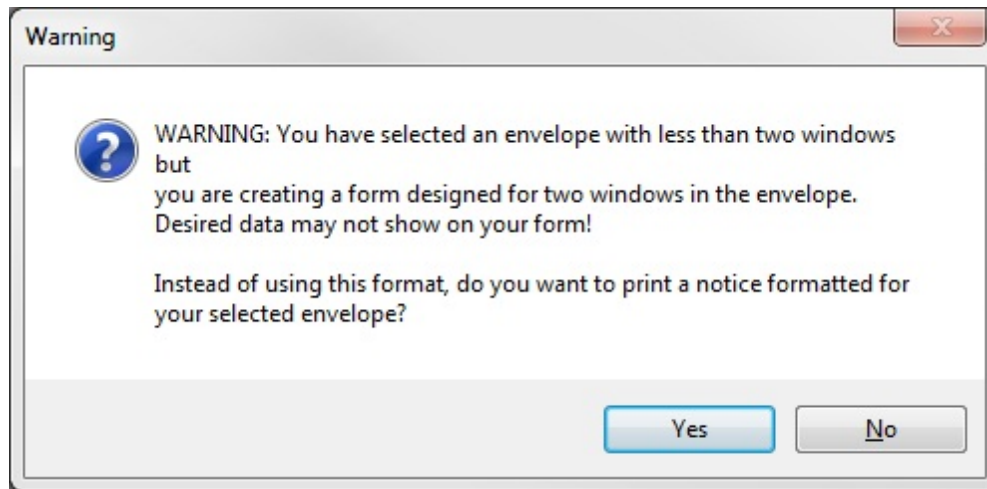 Warning
WARNING: You have selected an envelope with less than two windows
but
you are creating a form designed for two windows in the envelope.
Desired data may not show on your form!
Instead of using this format, do you want to print a notice formatted for
your selected envelope?
Yes
No